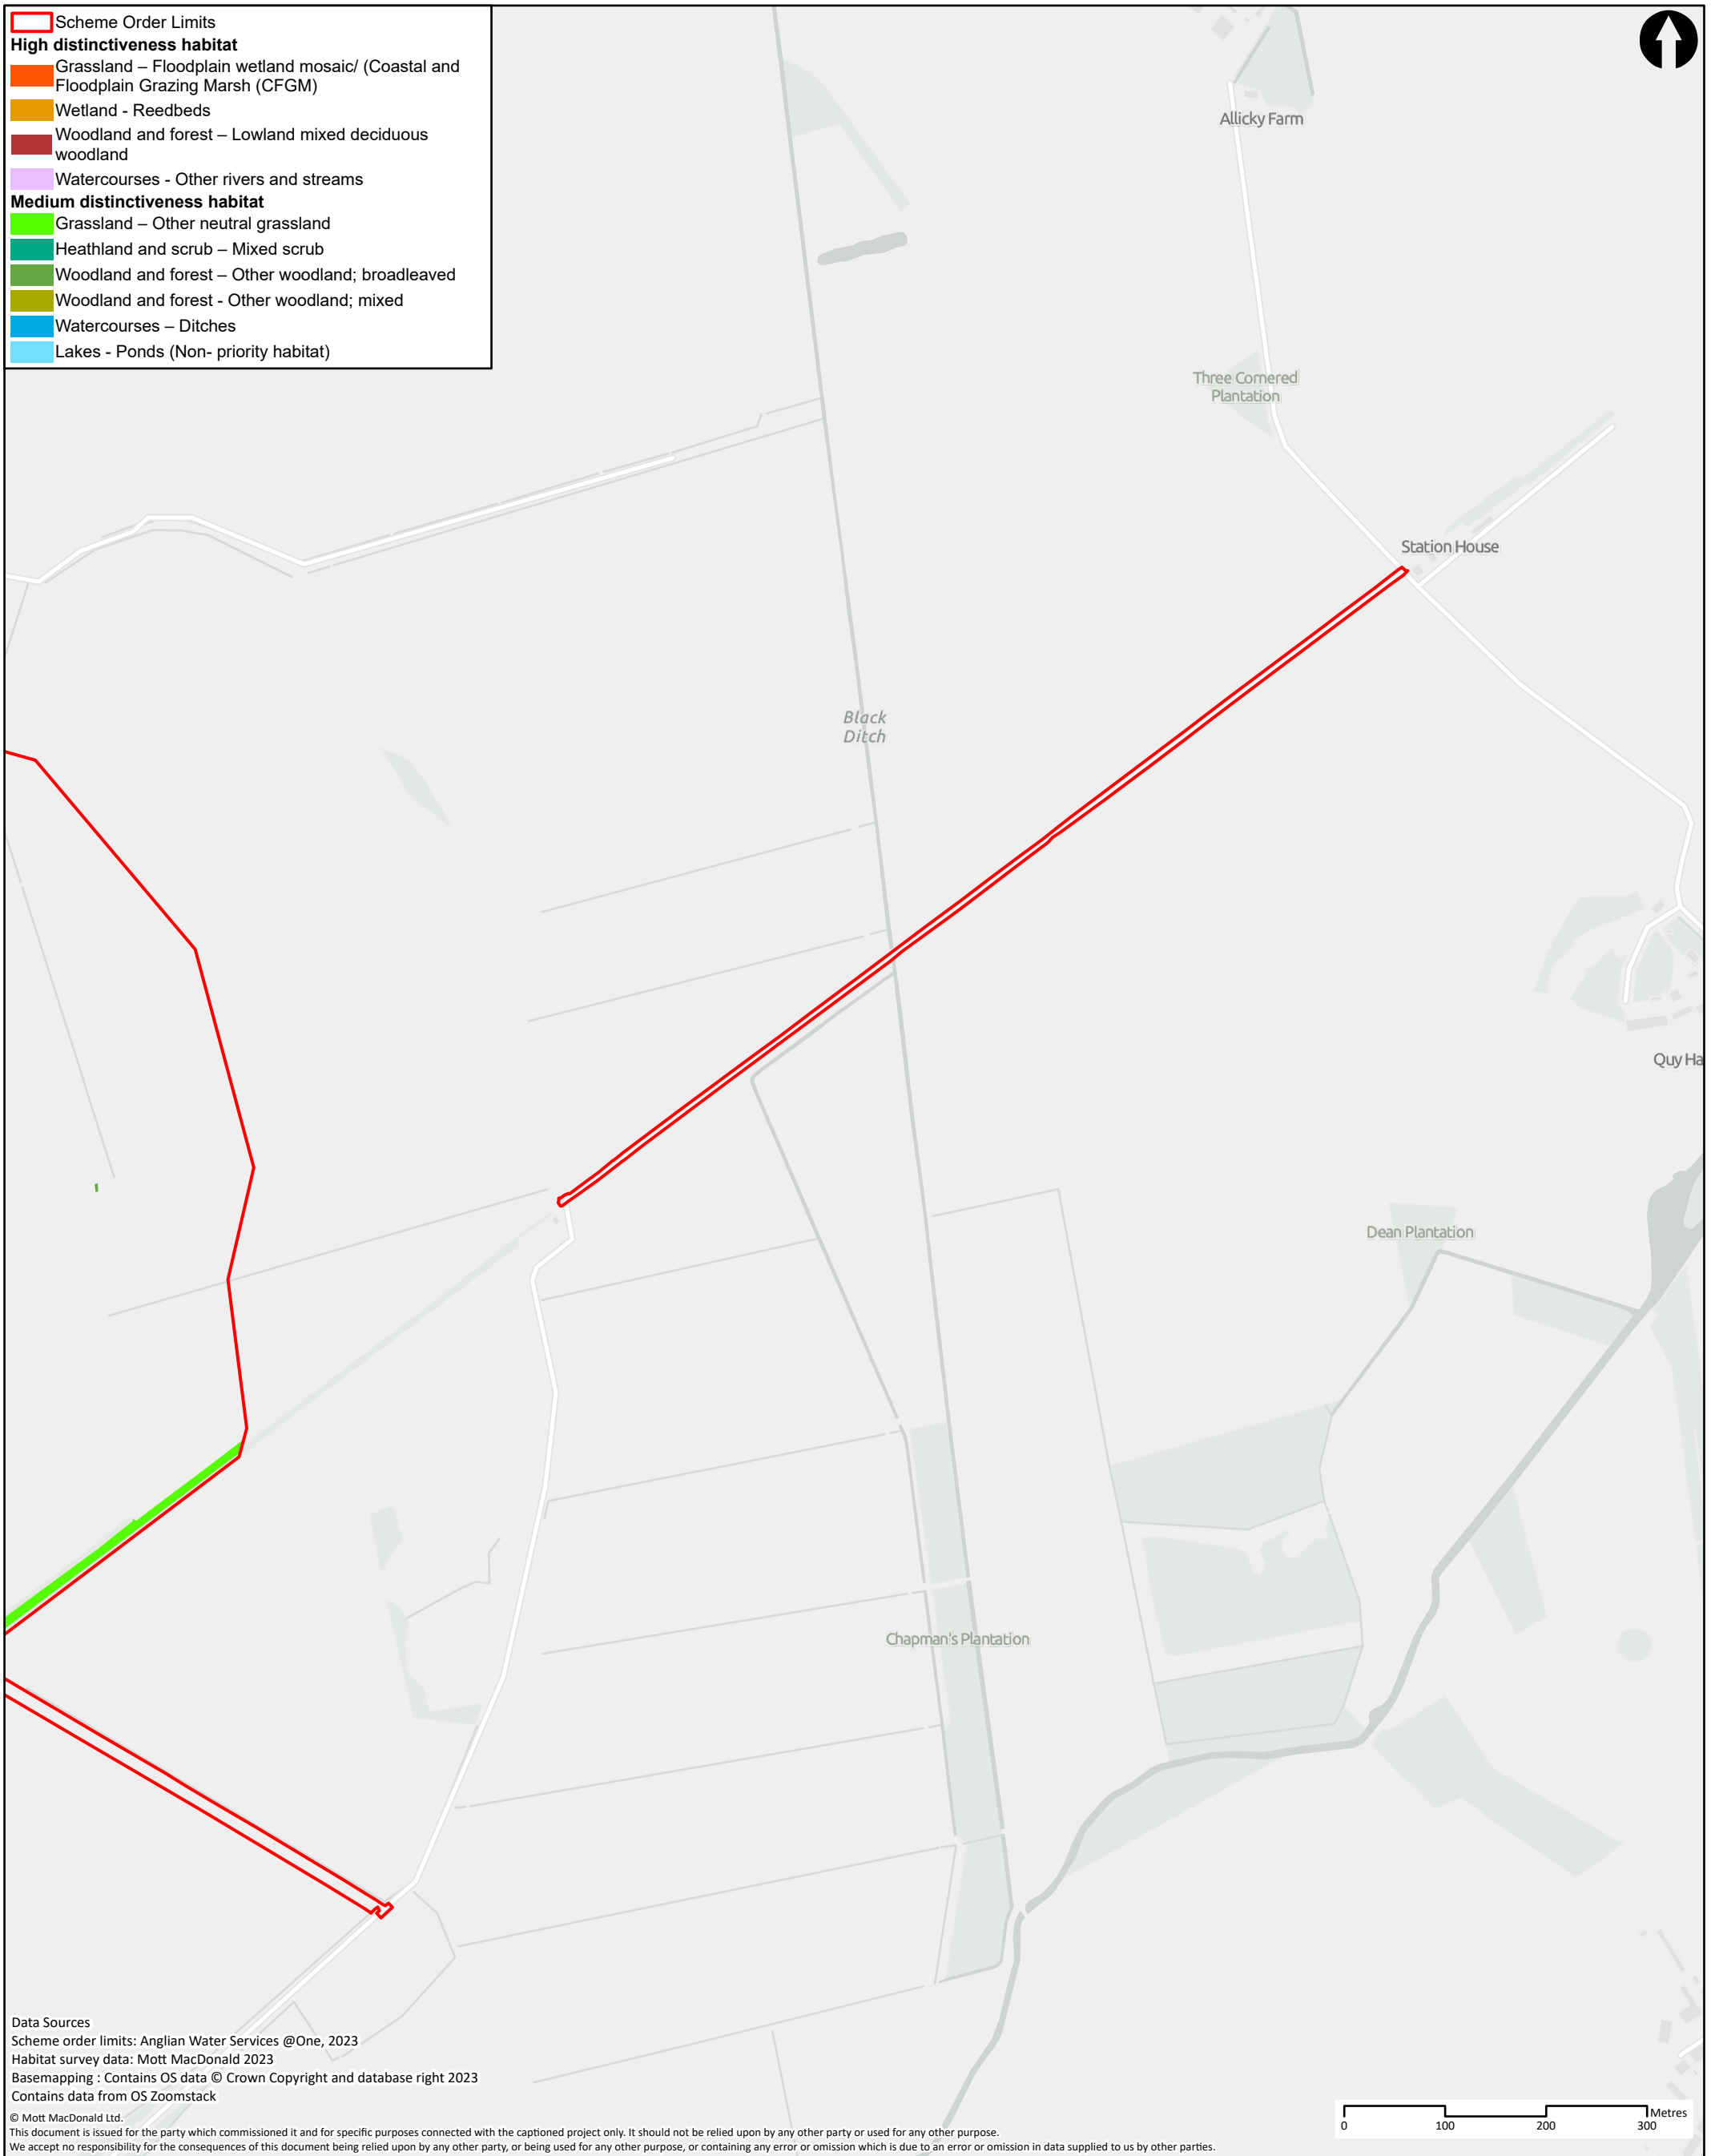 Scheme Order Limits
High distinctiveness habitat
Grassland – Floodplain wetland mosaic/ (Coastal and
Floodplain Grazing Marsh (CFGM)
Wetland - Reedbeds
Woodland and forest – Lowland mixed deciduous
woodland
Watercourses - Other rivers and streams
Medium distinctiveness habitat
Grassland – Other neutral grassland
Heathland and scrub – Mixed scrub
Woodland and forest – Other woodland; broadleaved
Woodland and forest - Other woodland; mixed
Watercourses – Ditches
Lakes - Ponds (Non- priority habitat)
Allicky Farm
Three Cornered
Plantation
Station House
Black
Ditch
Quy Ha
Dean Plantation
Chapman's Plantation
Data Sources
Scheme order limits: Anglian Water Services @One, 2023
Habitat survey data: Mott MacDonald 2023
Basemapping : Contains OS data © Crown Copyright and database right 2023
Contains data from OS Zoomstack
© Mott MacDonald Ltd.
This document is issued for the party which commissioned it and for specific purposes connected with the captioned project only. It should not be relied upon by any other party or used for any other purpose.
We accept no responsibility for the consequences of this document being relied upon by any other party, or being used for any other purpose, or containing any error or omission which is due to an error or omission in data supplied to us by other parties.
Metres
0 100 200 300